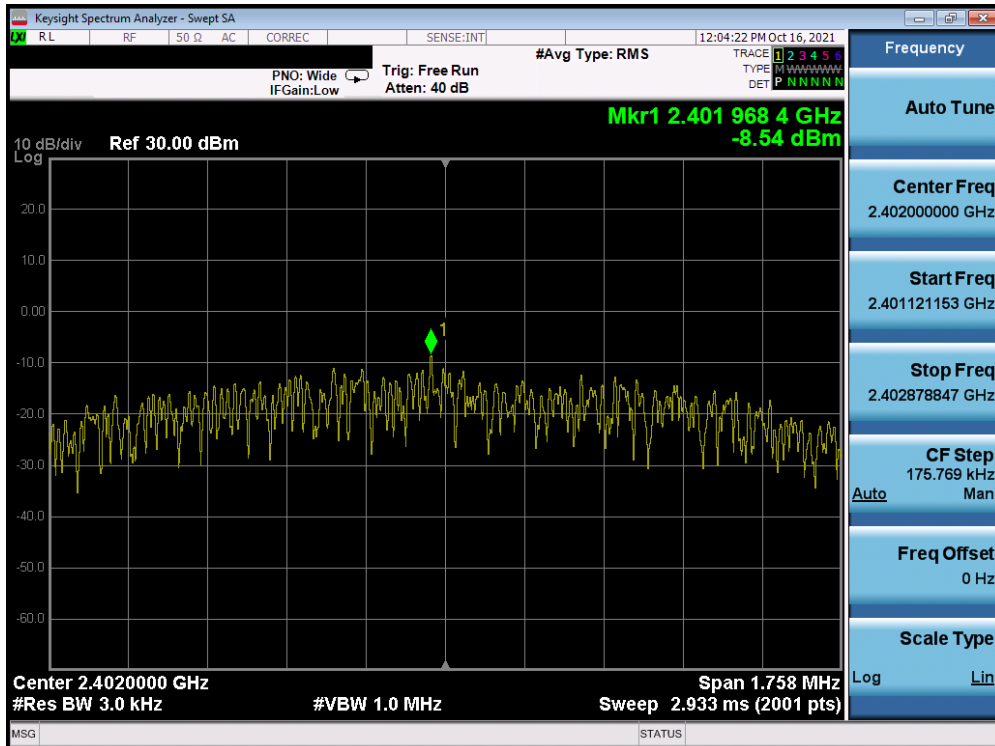 Keysight Spectrum Analyzer - Swept SA
LXI RL RF 50 Ω AC CORREC SENSE:INT 12:04:22 PM Oct 16, 2021
#Avg Type: RMS TRACE 1 2 3 4 5 6
PNO: Wide Trig: Free Run TYPE M WWWWW
IFGain:Low Atten: 40 dB DET P N N N N N
Mkr1 2.401 968 4 GHz
-8.54 dBm
10 dB/div Ref 30.00 dBm
Log
20.0
10.0
0.00
1
-10.0
-20.0
-30.0
-40.0
-50.0
-60.0
Center 2.4020000 GHz Span 1.758 MHz
#Res BW 3.0 kHz #VBW 1.0 MHz Sweep 2.933 ms (2001 pts)
MSG STATUS
Frequency
Auto Tune
Center Freq
2.402000000 GHz
Start Freq
2.401121153 GHz
Stop Freq
2.402878847 GHz
CF Step
175.769 kHz
Auto Man
Freq Offset
0 Hz
Scale Type
Log Lin